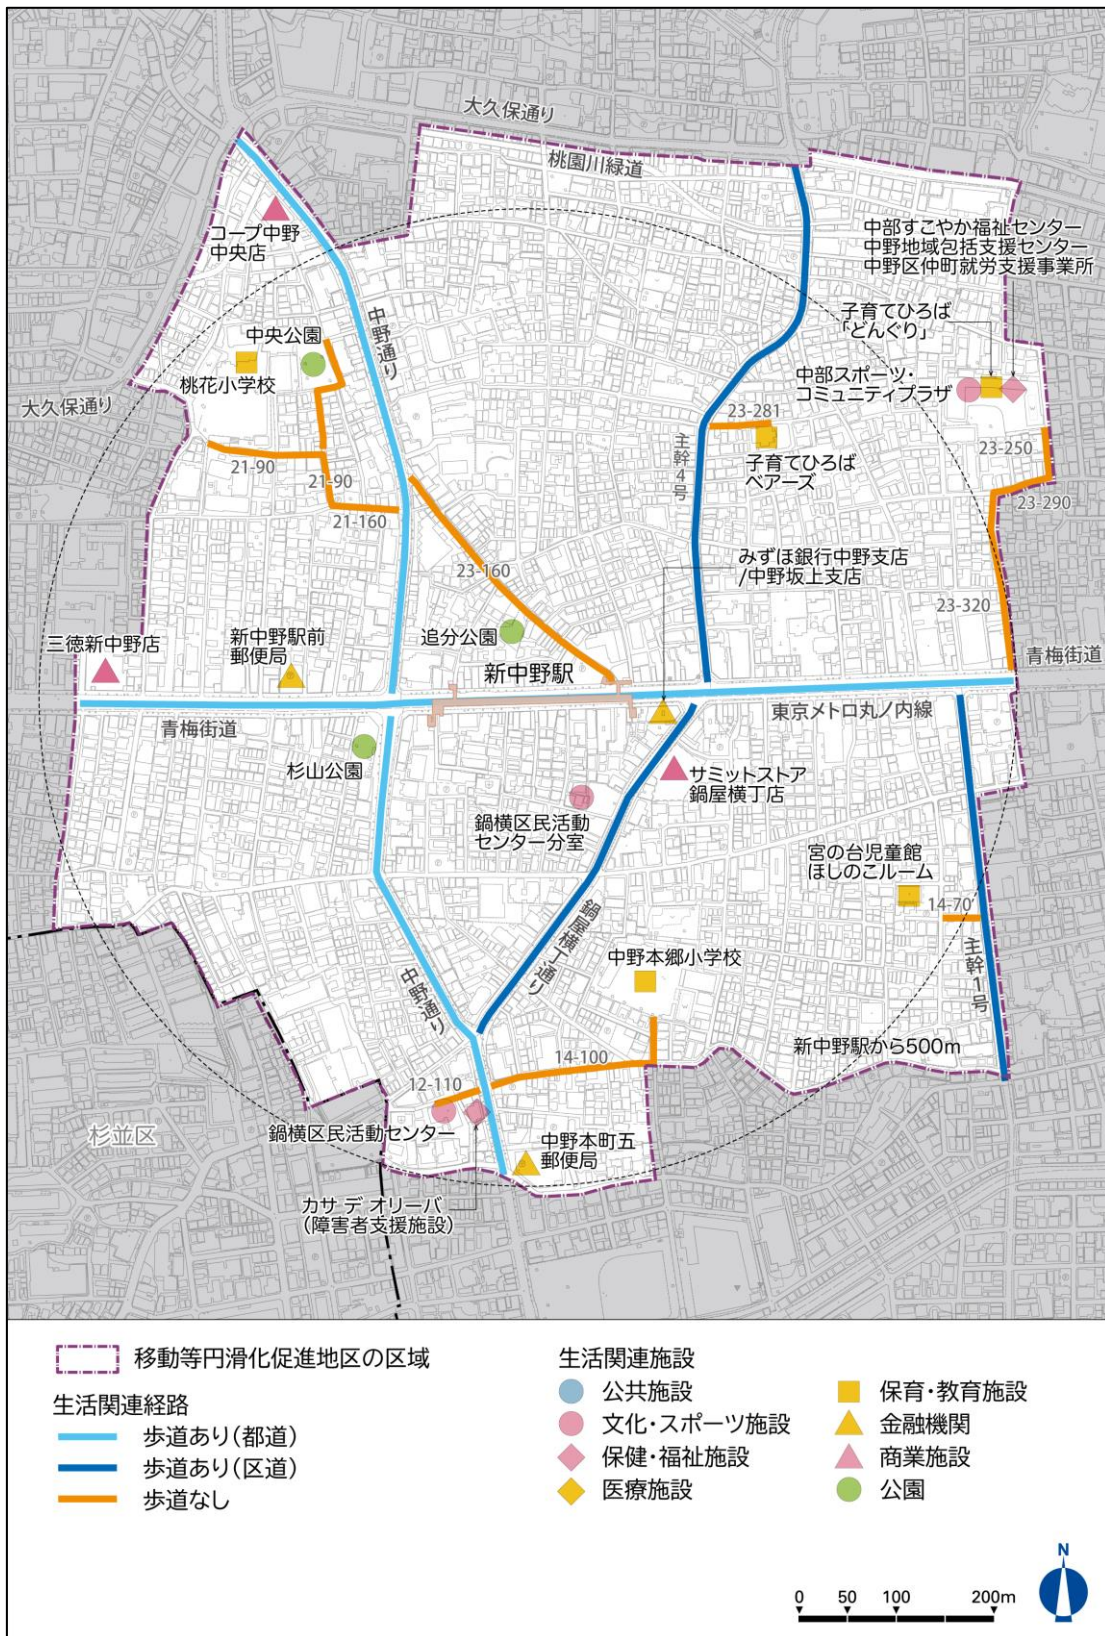 大久保通り
桃園川緑道
コープ中野
中央店
中野通り
中部すこやか福祉センター
中野地域包括支援センター
中野区仲町就労支援事業所
子育てひろば
「どんぐり」
中央公園
桃花小学校
中部スポーツ・
コミュニティプラザ
大久保通り
23-281
主幹4号
子育てひろば
ベアーズ
21-90
21-90
21-160
23-250
23-290
23-160
みずほ銀行中野支店
/中野坂上支店
23-320
追分公園
三徳新中野店
新中野駅前
郵便局
新中野駅
青梅街道
青梅街道
東京メトロ丸ノ内線
杉山公園
サミットストア
鍋屋横丁店
鍋横区民活動
センター分室
宮の台児童館
ほしのこルーム
14-70
鍋屋横丁通り
中野本郷小学校
主幹1号
中野通り
新中野駅から500m
14-100
12-110
杉並区
鍋横区民活動センター
中野本町五
郵便局
カサ デ オリーバ
(障害者支援施設)
移動等円滑化促進地区の区域
生活関連経路
歩道あり(都道)
歩道あり(区道)
歩道なし
生活関連施設
公共施設
文化・スポーツ施設
保健・福祉施設
医療施設
保育・教育施設
金融機関
商業施設
公園
N
0 50 100 200m